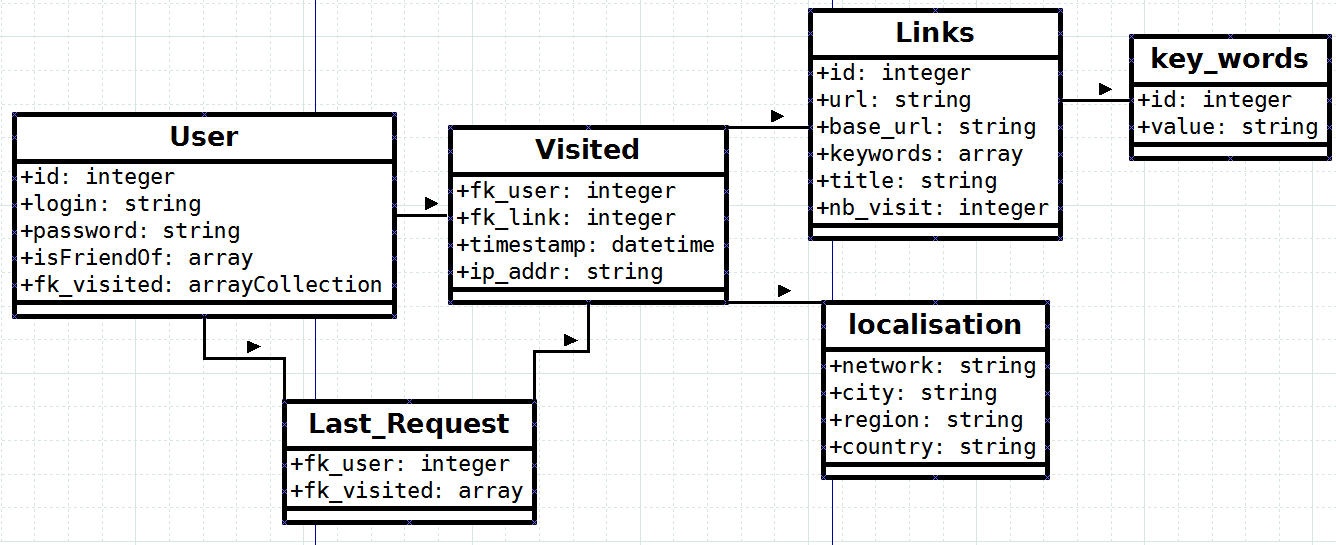 User
+id: integer
+login: string
+password: string
+isFriendOf: array
+fk_visited: arrayCollection
Visited
+fk_user: integer
+fk_link: integer
+timestamp: datetime
+ip_addr: string
Links
+id: integer
+url: string
+base_url: string
+keywords: array
+title: string
+nb_visit: integer
key_words
+id: integer
+value: string
localisation
+network: string
+city: string
+region: string
+country: string
Last_Request
+fk_user: integer
+fk_visited: array